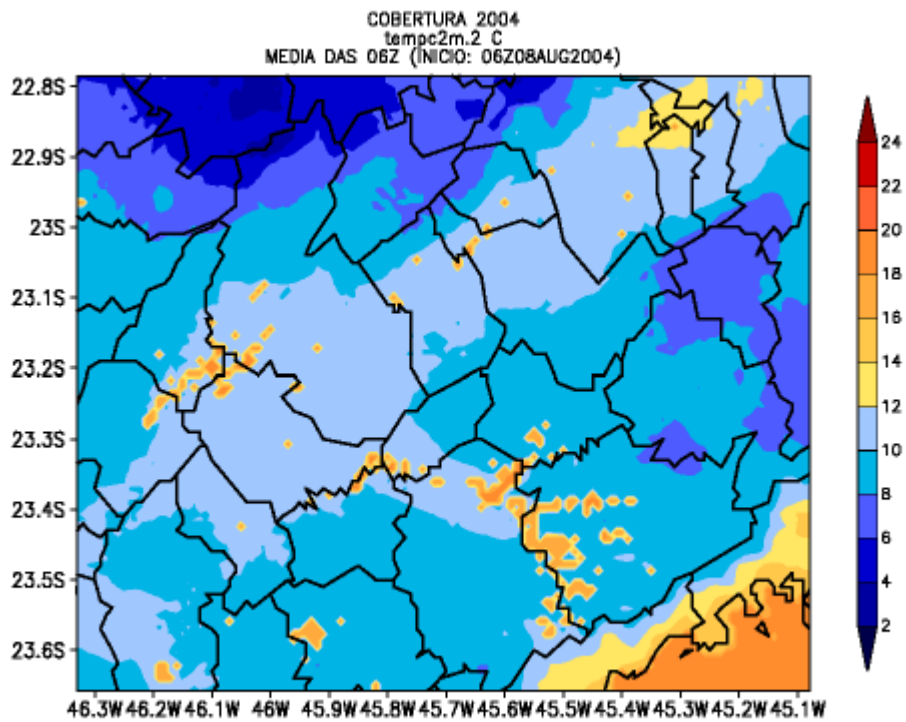 COBERTURA 2004
tempc2m.2 C
MEDIA DAS 06Z (INICIO: 06Z08AUG2004)
22.8S
22.9S
23S
23.1S
23.2S
23.3S
23.4S
23.5S
23.6S
46.3W 46.2W 46.1W 46W 45.9W 45.8W 45.7W 45.6W 45.5W 45.4W 45.3W 45.2W 45.1W
24
22
20
18
16
14
12
10
8
6
4
2